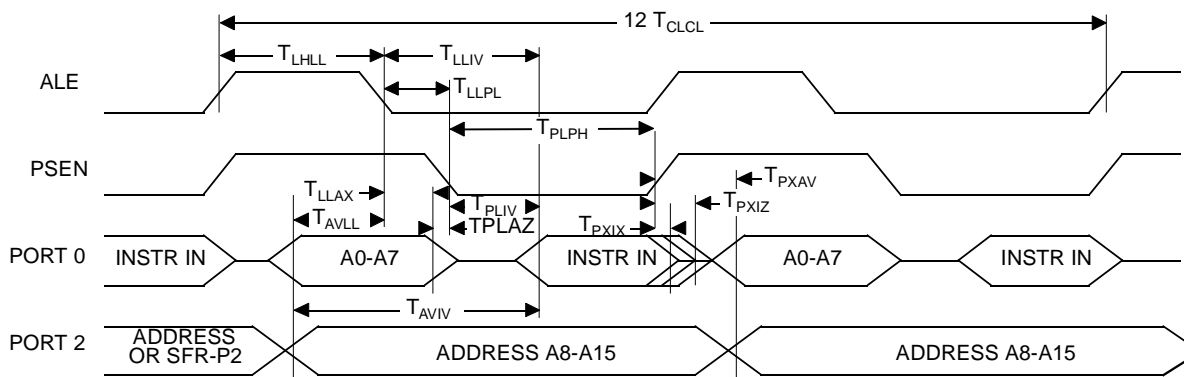 12 TCLCL
TLHLL
TLLIV
ALE
TLLPL
TPLPH
PSEN
TLLAX
TPXAV
TPLIV
TPXIZ
TAVLL
TPLAZ
TPXIX
PORT 0
INSTR IN
A0-A7
INSTR IN
A0-A7
INSTR IN
TAVIV
PORT 2
ADDRESS
OR SFR-P2
ADDRESS A8-A15
ADDRESS A8-A15